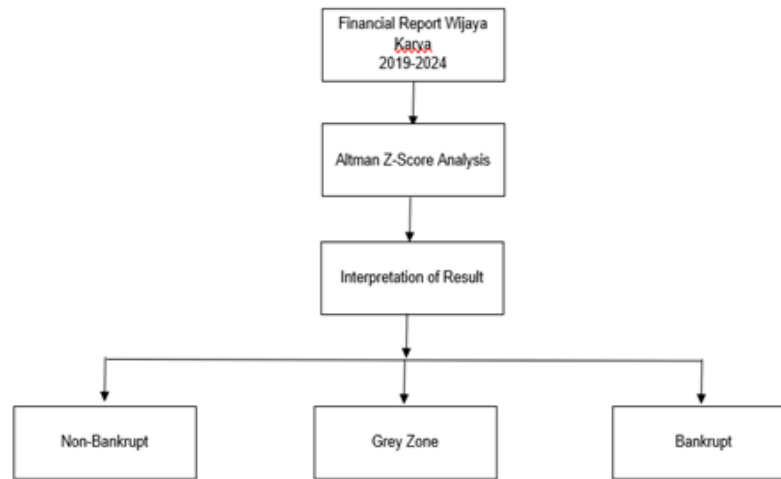 Financial Report Wijaya
Karya
2019-2024
Altman Z-Score Analysis
Interpretation of Result
Non-Bankrupt
Grey Zone
Bankrupt